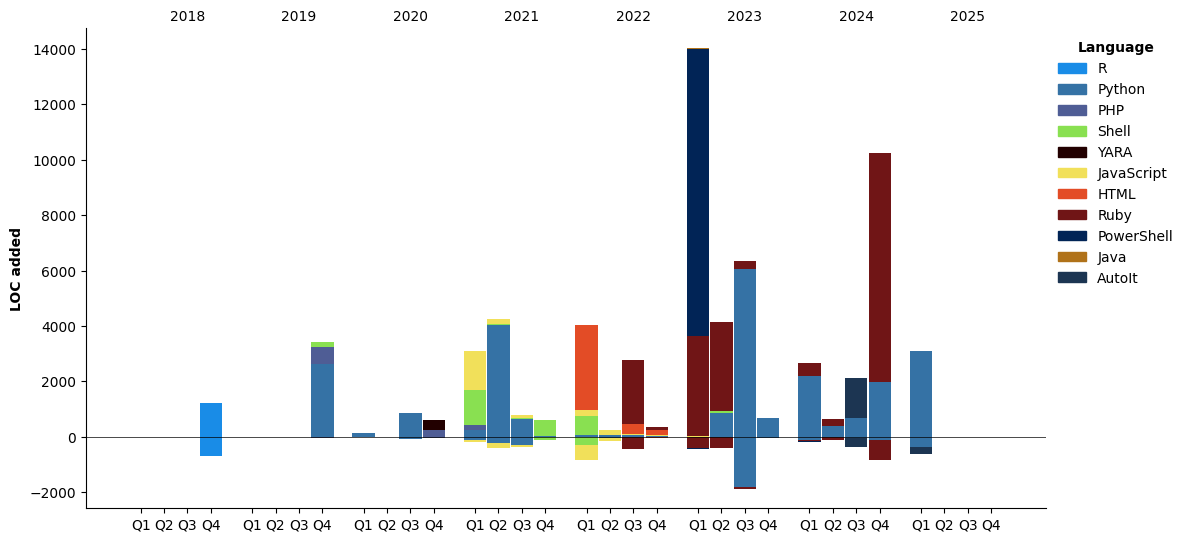 2018 2019 2020 2021 2022 2023 2024 2025
14000
12000
10000
8000
6000
4000
2000
0
−2000
LOC added
Q1 Q2 Q3 Q4 Q1 Q2 Q3 Q4 Q1 Q2 Q3 Q4 Q1 Q2 Q3 Q4 Q1 Q2 Q3 Q4 Q1 Q2 Q3 Q4 Q1 Q2 Q3 Q4 Q1 Q2 Q3 Q4
Language
R
Python
PHP
Shell
YARA
JavaScript
HTML
Ruby
PowerShell
Java
AutoIt